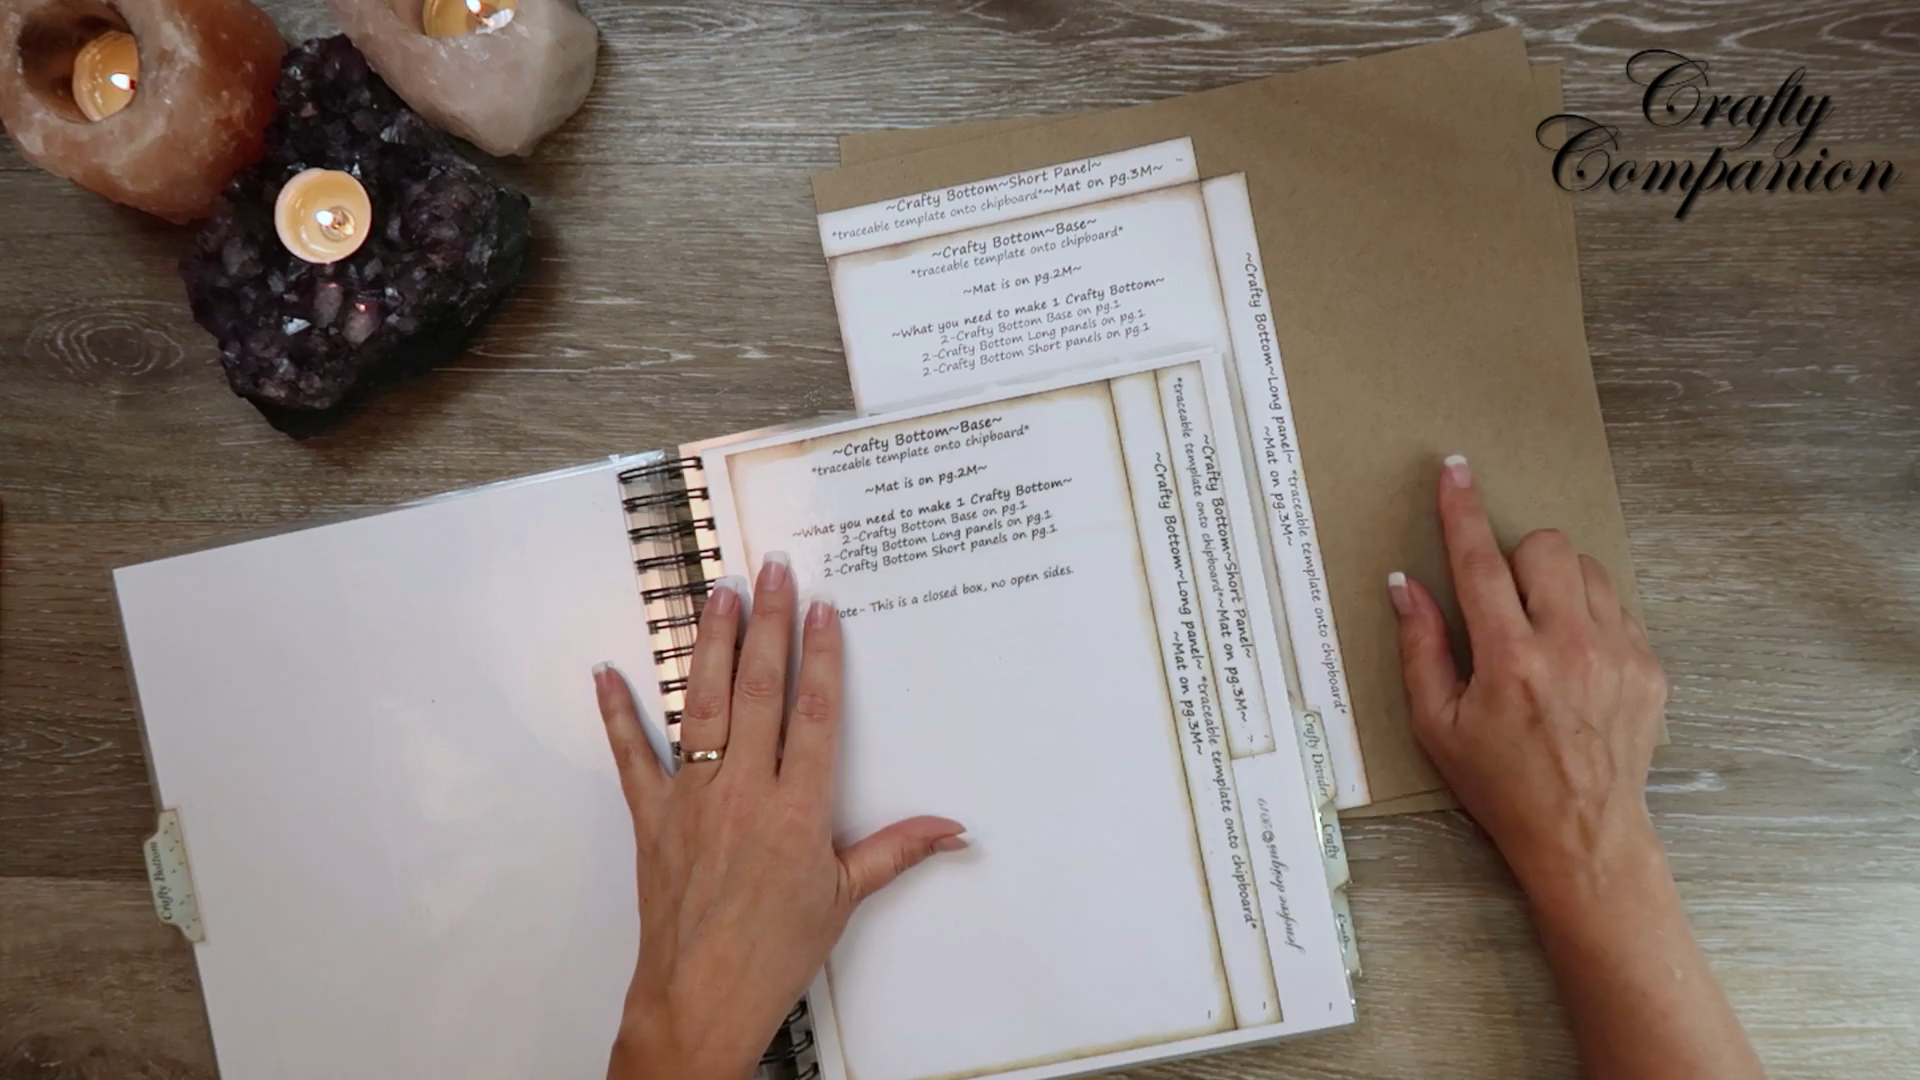 Crafty
Companion
~Crafty Bottom~Short Panel~
*traceable template onto chipboard*~Mat on pg.3M~
~Crafty Bottom~Base~
*traceable template onto chipboard*
~Mat is on pg.2M~
~What you need to make 1 Crafty Bottom~
2-Crafty Bottom Base on pg.1
2-Crafty Bottom Long panels on pg.1
2-Crafty Bottom Short panels on pg.1
~Crafty Bottom~Long panel~ *traceable template onto chipboard*
~Mat on pg.3M~
~Crafty Bottom~Base~
*traceable template onto chipboard*
~Mat is on pg.2M~
~What you need to make 1 Crafty Bottom~
2-Crafty Bottom Base on pg.1
2-Crafty Bottom Long panels on pg.1
2-Crafty Bottom Short panels on pg.1
- This is a closed box, no open sides.
~Crafty Bottom~Short Panel~
*traceable template onto chipboard*~Mat on pg.3M~
~Crafty Bottom~Long panel~ *traceable template onto chipboard*
~Mat on pg.3M~
Crafty Divider
Crafty
Crafty Bottom